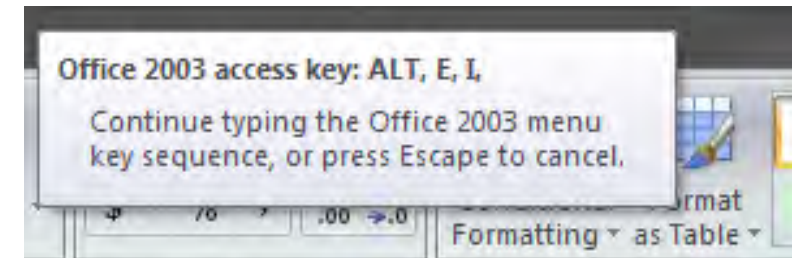 Office 2003 access key: ALT, E, I,
Continue typing the Office 2003 menu
key sequence, or press Escape to cancel.
.00 →.0
Formatting as Table